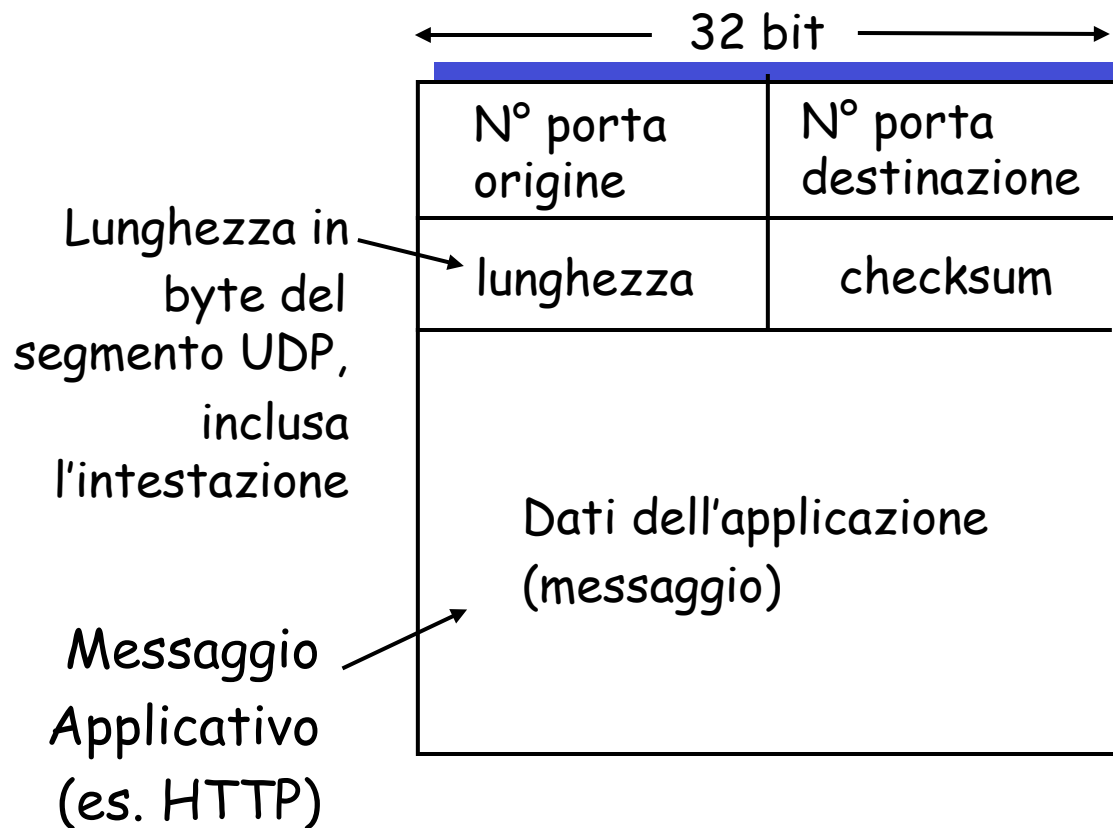 32 bit
N° porta
origine
N° porta
destinazione
Lunghezza in
byte del
segmento UDP,
inclusa
l'intestazione
lunghezza
checksum
Dati dell'applicazione
(messaggio)
Messaggio
Applicativo
(es. HTTP)